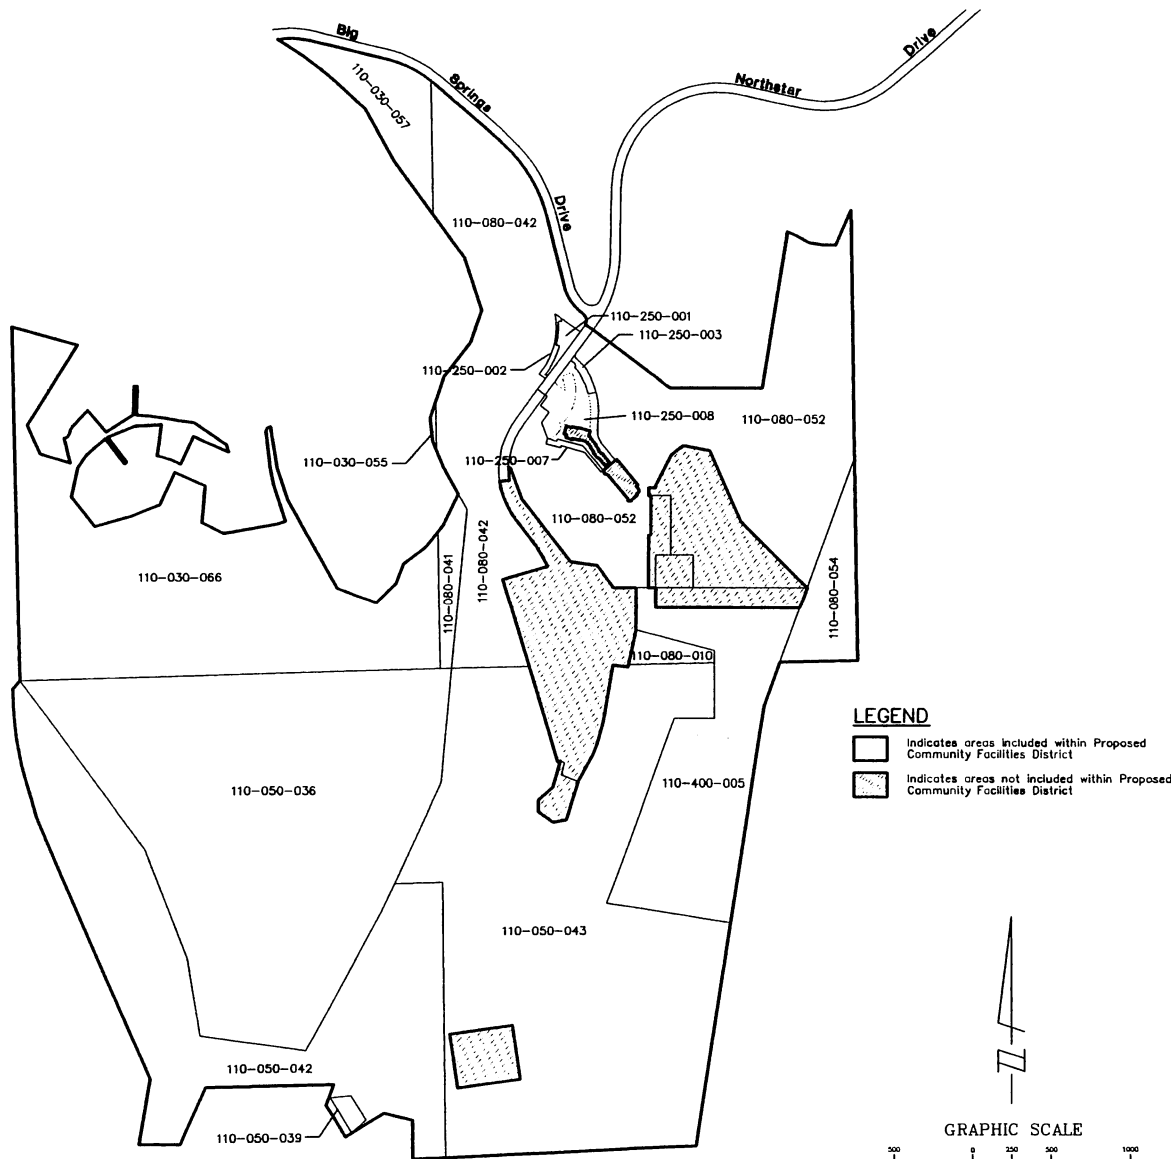 Big
Springs
Drive
Northstar
Drive
110-030-057
110-080-042
110-250-001
110-250-003
110-250-002
110-250-008
110-080-052
110-030-055
110-250-007
110-080-052
110-030-066
110-080-041
110-080-042
110-080-054
110-080-010
LEGEND
Indicates areas included within Proposed
Community Facilities District
Indicates areas not included within Proposed
Community Facilities District
110-050-036
110-400-005
110-050-043
110-050-042
110-050-039
N
GRAPHIC SCALE
500 0 250 500 1000